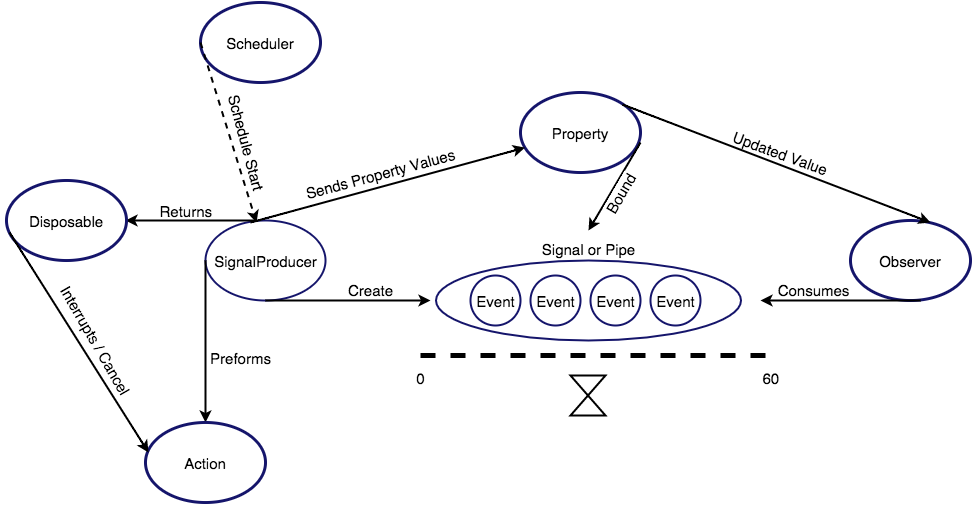 Scheduler
Schedule Start
Property
Sends Property Values
Updated Value
Disposable
Returns
SignalProducer
Bound
Signal or Pipe
Observer
Create
Event Event Event Event
Consumes
Interrupts / Cancel
Preforms
0 60
Action